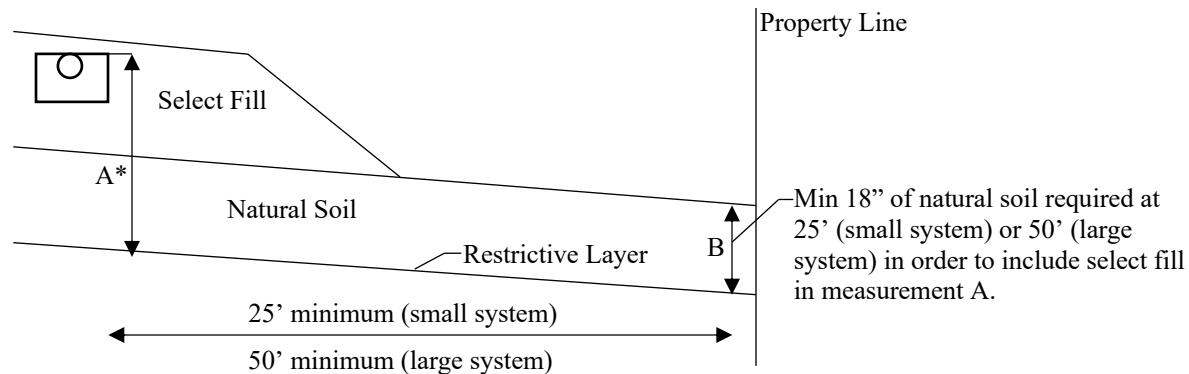 Property Line
Select Fill
A*
Natural Soil
Min 18” of natural soil required at
25’ (small system) or 50’ (large
system) in order to include select fill
in measurement A.
B
Restrictive Layer
25’ minimum (small system)
50’ minimum (large system)